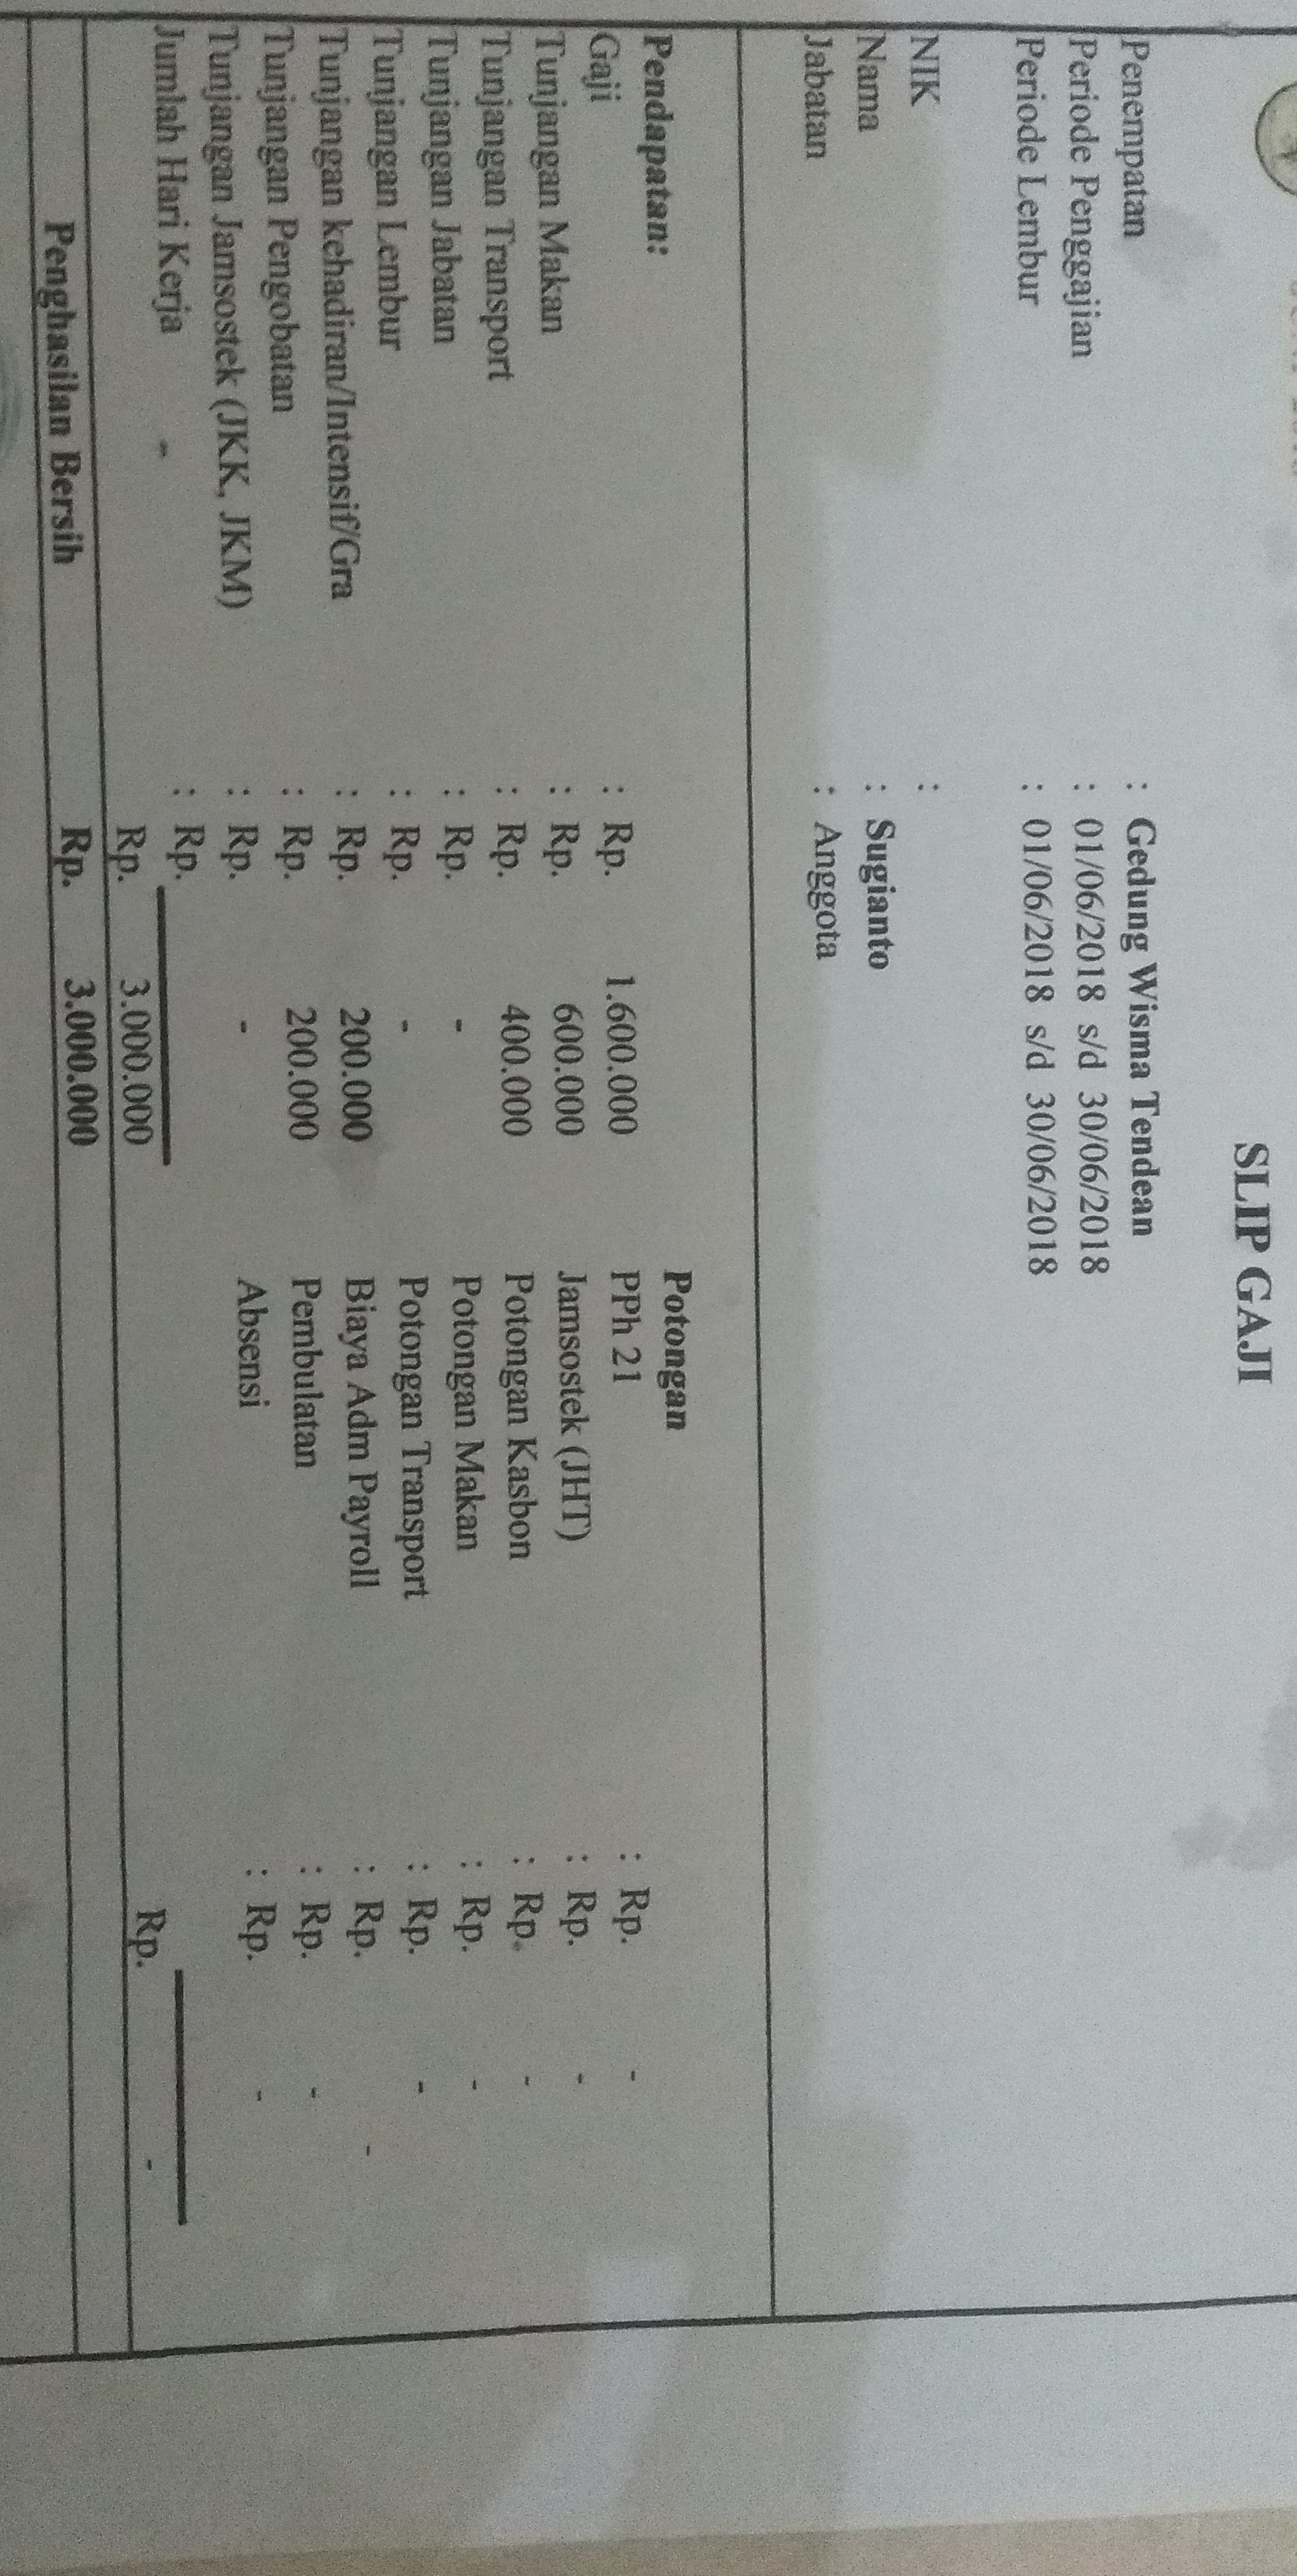 SLIP GAJI
Penempatan : Gedung Wisma Tendean
Periode Penggajian : 01/06/2018 s/d 30/06/2018
Periode Lembur : 01/06/2018 s/d 30/06/2018
NIK :
Nama : Sugianto
Jabatan : Anggota
Pendapatan: Potongan
Gaji : Rp. 1.600.000 PPh 21 : Rp. -
Tunjangan Makan : Rp. 600.000 Jamsostek (JHT) : Rp. -
Tunjangan Transport : Rp. 400.000 Potongan Kasbon : Rp. -
Tunjangan Jabatan : Rp. - Potongan Makan : Rp. -
Tunjangan Lembur : Rp. - Potongan Transport : Rp. -
Tunjangan kehadiran/Intensif/Gra : Rp. 200.000 Biaya Adm Payroll : Rp. -
Tunjangan Pengobatan : Rp. 200.000 Pembulatan : Rp. -
Tunjangan Jamsostek (JKK, JKM) : Rp. - Absensi : Rp. -
Jumlah Hari Kerja - : Rp.
Rp. 3.000.000 Rp. -
Penghasilan Bersih Rp. 3.000.000